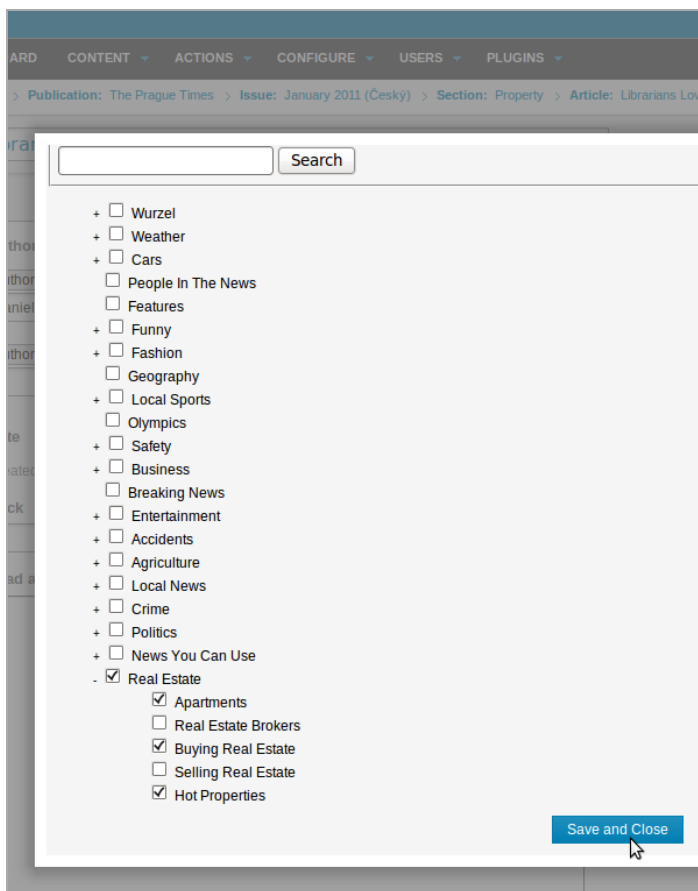 CONTENT ACTIONS CONFIGURE USERS PLUGINS
> Publication: The Prague Times > Issue: January 2011 (Český) > Section: Property > Article: Librarians Lov
Search
+ Wurzel
+ Weather
+ Cars
People In The News
Features
+ Funny
+ Fashion
Geography
+ Local Sports
Olympics
+ Safety
+ Business
Breaking News
+ Entertainment
+ Accidents
+ Agriculture
+ Local News
+ Crime
+ Politics
+ News You Can Use
- Real Estate
Apartments
Real Estate Brokers
Buying Real Estate
Selling Real Estate
Hot Properties
Save and Close